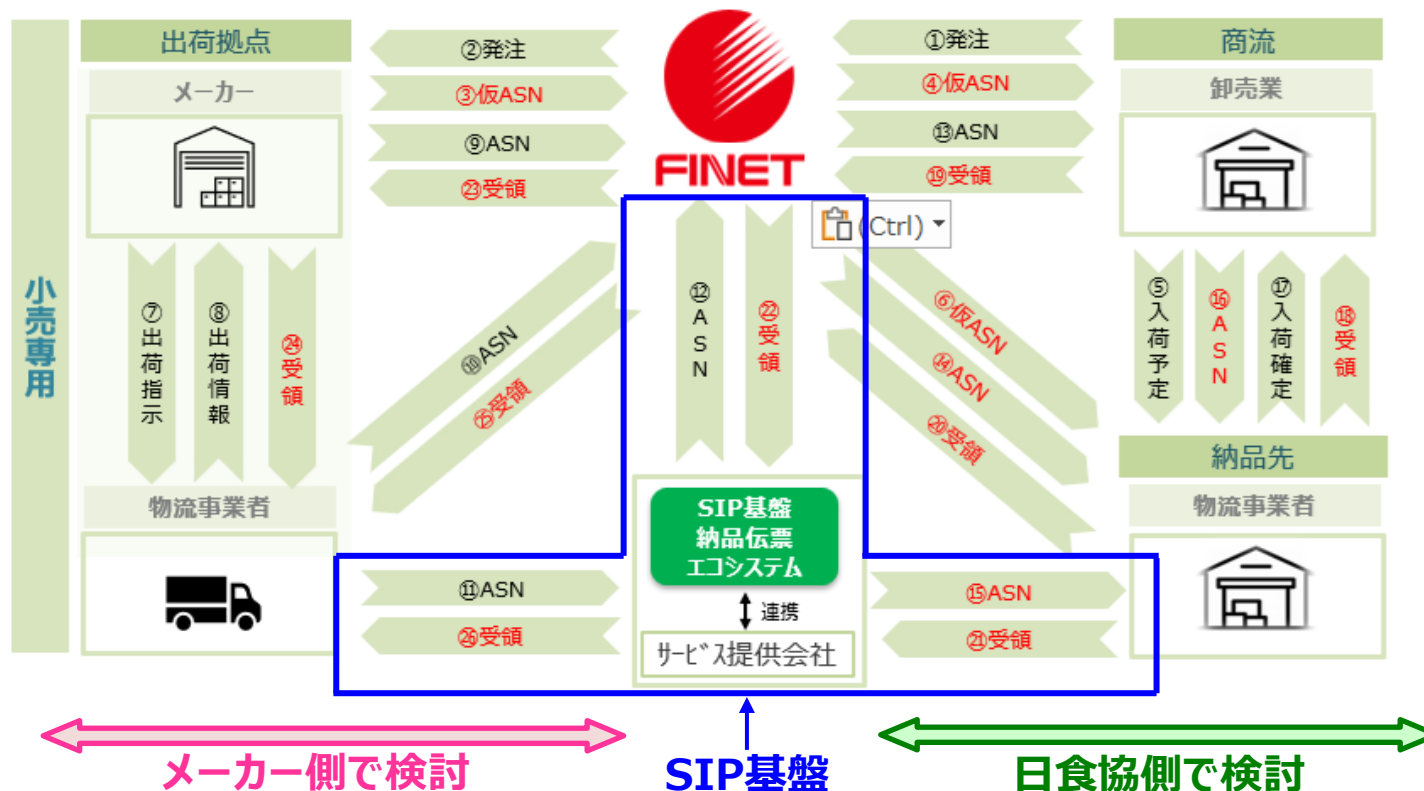 小売専用
出荷拠点
メーカー
②発注
③仮ASN
⑨ASN
㉓受領
FINET
①発注
④仮ASN
⑬ASN
⑲受領
商流
卸売業
(Ctrl)
⑦出荷指示
⑧出荷情報
㉔受領
⑩ASN
㉕受領
⑫ASN
㉒受領
⑥仮ASN
⑭ASN
⑳受領
⑤入荷予定
⑯ASN
⑰入荷確定
⑱受領
物流事業者
納品先
物流事業者
SIP基盤
納品伝票
エコシステム
連携
サービス提供会社
⑪ASN
㉖受領
⑮ASN
㉑受領
メーカー側で検討
SIP基盤
日食協側で検討